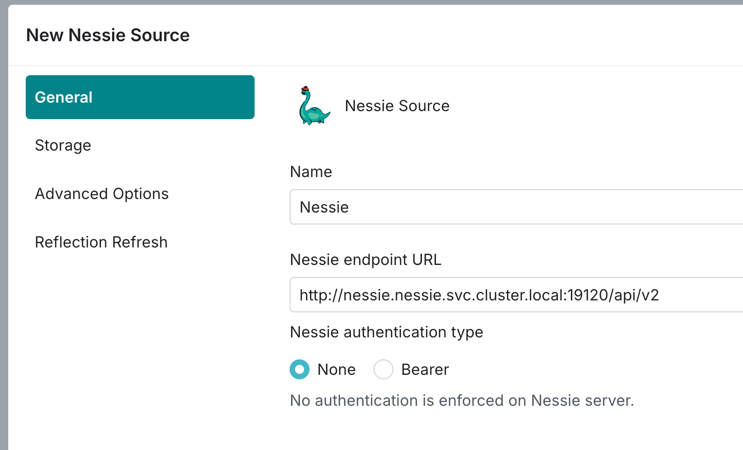 New Nessie Source
General
Storage
Advanced Options
Reflection Refresh
Nessie Source
Name
Nessie
Nessie endpoint URL
http://nessie.nessie.svc.cluster.local:19120/api/v2
Nessie authentication type
None Bearer
No authentication is enforced on Nessie server.